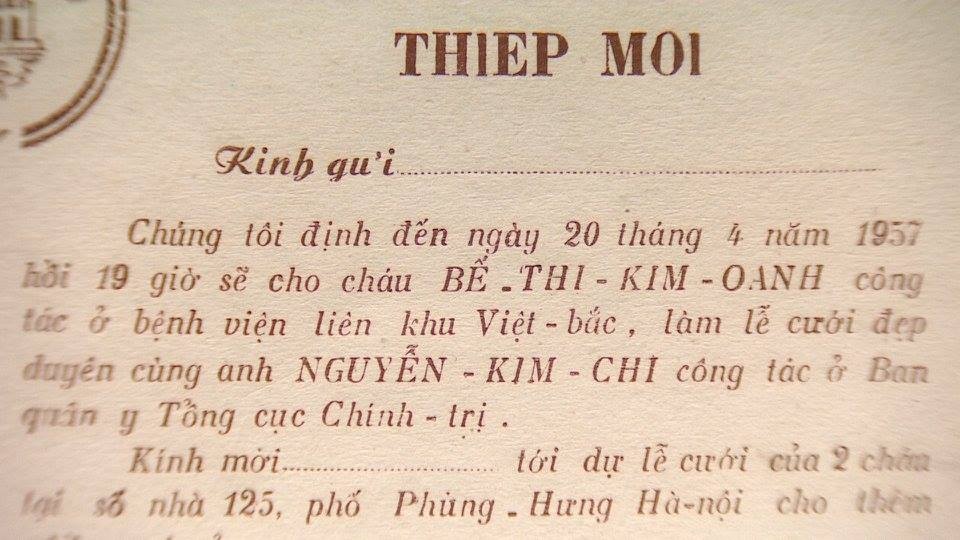 THIEP MOI
Kinh gu'i
Chúng tôi định đến ngày 20 tháng 4 năm 1957
hồi 19 giờ sẽ cho cháu BẾ - THI - KIM - OANH công
tác ở bệnh viện liên khu Việt - bắc, làm lễ cưới đẹp
duyên cùng anh NGUYỄN - KIM - CHI công tác ở Ban
quân y Tổng cục Chính - trị.
Kính mời tới dự lễ cưới của 2 cháu
tại số nhà 125, phố Phùng - Hưng Hà-nội cho thêm